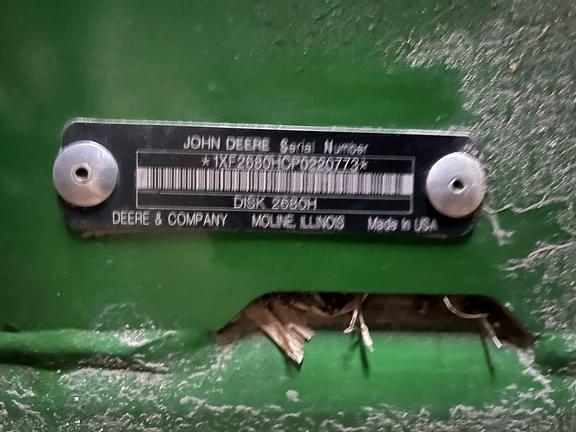 JOHN DEERE Serial Number
*1XF2680HCP0220773*
DISK 2680H
DEERE & COMPANY MOLINE, ILLINOIS Made in USA